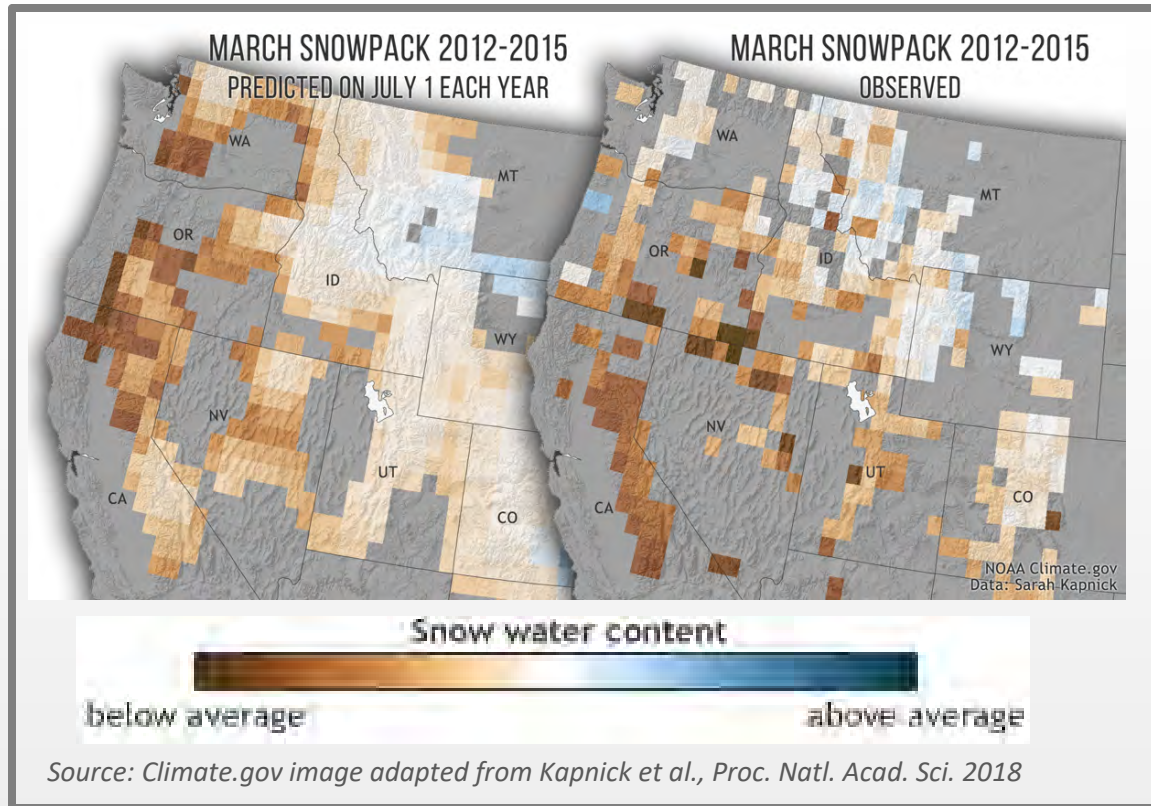 MARCH SNOWPACK 2012-2015
PREDICTED ON JULY 1 EACH YEAR
WA
MT
OR
ID
WY
NV
UT
CA
CO
MARCH SNOWPACK 2012-2015
OBSERVED
WA
MT
OR
ID
WY
NV
UT
CA
CO
NOAA Climate.gov
Data: Sarah Kapnick
Snow water content
below average
above average
Source: Climate.gov image adapted from Kapnick et al., Proc. Natl. Acad. Sci. 2018